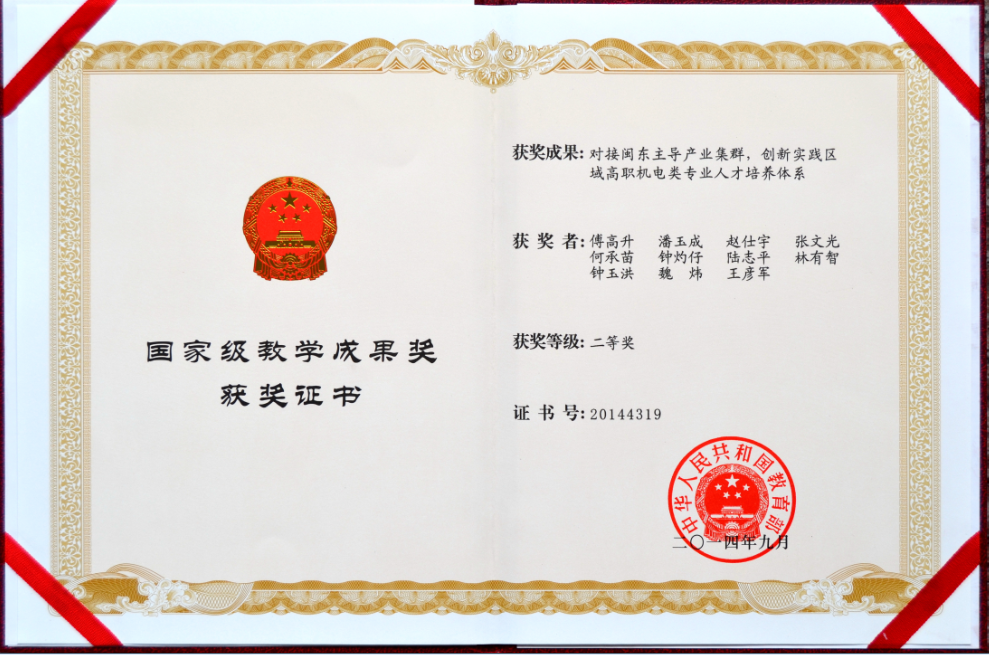 国家级教学成果奖
获奖证书
获奖成果:对接闽东主导产业集群，创新实践区
域高职机电类专业人才培养体系
获奖者:傅高升 潘玉成 赵仕宇 张文光
何承苗 钟灼仔 陆志平 林有智
钟玉洪 魏炜 王彦军
获奖等级:二等奖
证书号:20144319
中华人民共和国教育部
二〇一四年九月